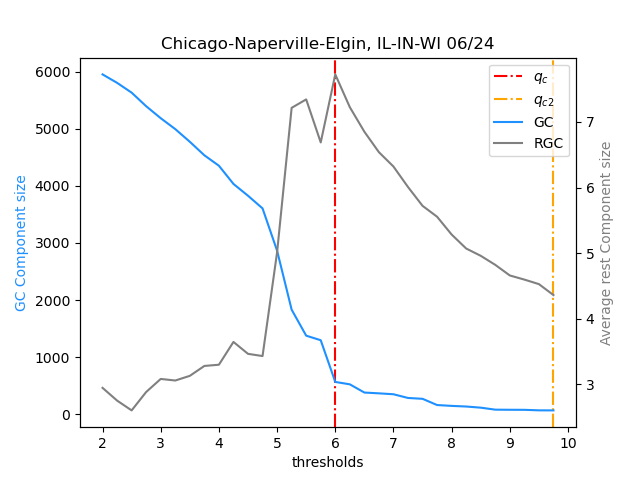 Chicago-Naperville-Elgin, IL-IN-WI 06/24
GC Component size
6000
5000
4000
3000
2000
1000
0
2 3 4 5 6 7 8 9 10
thresholds
7
6
5
4
3
Average rest Component size
q_c
q_c2
GC
RGC